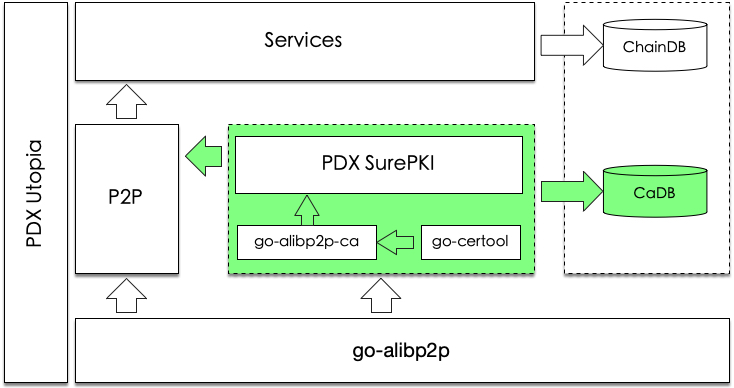 PDX Utopia
Services
ChainDB
P2P
PDX SurePKI
CaDB
go-alibp2p-ca
go-certool
go-alibp2p